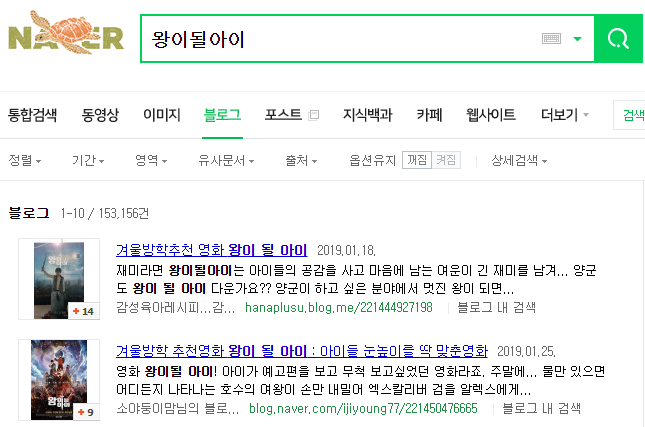 NAVER
왕이될아이
통합검색 동영상 이미지 블로그 포스트 지식백과 카페 웹사이트 더보기 검색
정렬 기간 영역 유사문서 출처 옵션유지 꺼짐 켜짐 상세검색
블로그 1-10 / 153,156건
겨울방학추천 영화 왕이 될 아이 2019.01.18.
재미라면 왕이될아이는 아이들의 공감을 사고 마음에 남는 여운이 긴 재미를 남겨... 양군
도 왕이 될 아이 다운가요?? 양군이 하고 싶은 분야에서 멋진 왕이 되면...
+ 14
감성육아레시피...감... hanaplusu.blog.me/221444927198 블로그 내 검색
겨울방학 추천영화 왕이 될 아이 : 아이들 눈높이를 딱 맞춘영화 2019.01.25.
영화 왕이될 아이! 아이가 예고편을 보고 무척 보고싶었던 영화라죠. 주말에... 물만 있으면
어디든지 나타나는 호수의 여왕이 손만 내밀어 엑스칼리버 검을 알렉스에게...
왕이 될 아이
+ 9
소야둥이맘님의 블로... blog.naver.com/ijiyoung77/221450476665 블로그 내 검색